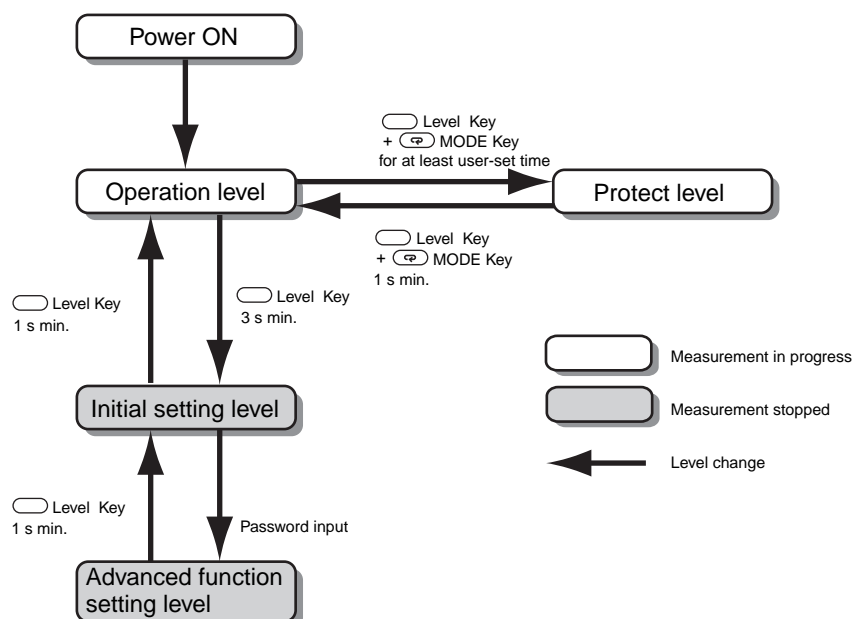 Power ON
Level Key
+ MODE Key
for at least user-set time
Operation level
Protect level
Level Key
+ MODE Key
1 s min.
Level Key
1 s min.
Level Key
3 s min.
Measurement in progress
Initial setting level
Measurement stopped
Level change
Level Key
1 s min.
Password input
Advanced function
setting level